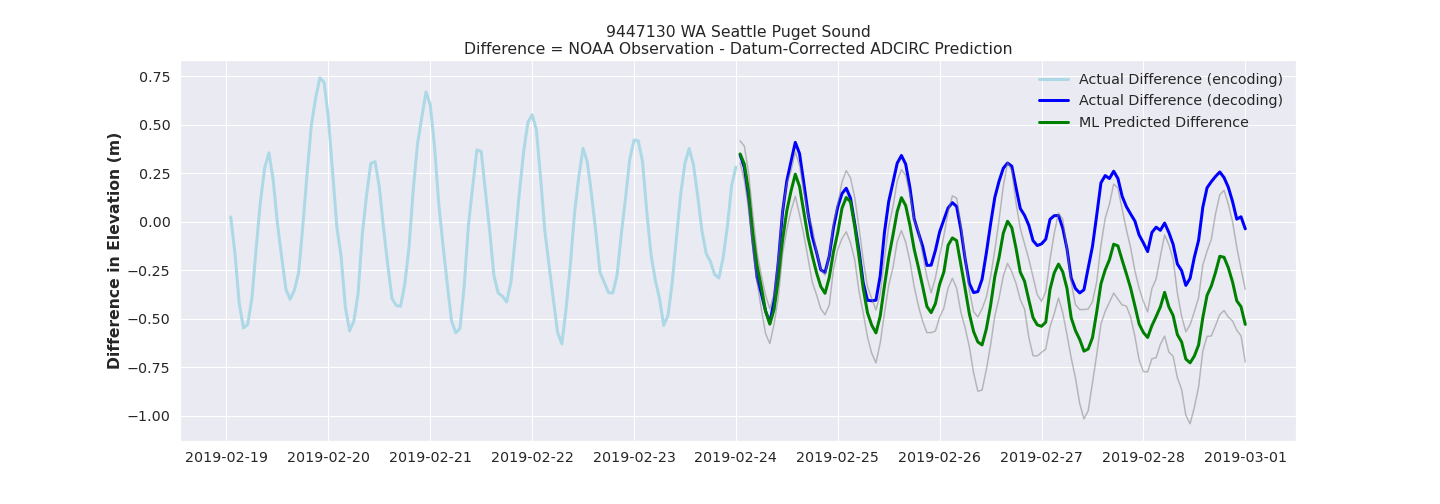 9447130 WA Seattle Puget Sound
Difference = NOAA Observation - Datum-Corrected ADCIRC Prediction
Actual Difference (encoding)
Actual Difference (decoding)
ML Predicted Difference
Difference in Elevation (m)
0.75
0.50
0.25
0.00
−0.25
−0.50
−0.75
−1.00
2019-02-19 2019-02-20 2019-02-21 2019-02-22 2019-02-23 2019-02-24 2019-02-25 2019-02-26 2019-02-27 2019-02-28 2019-03-01